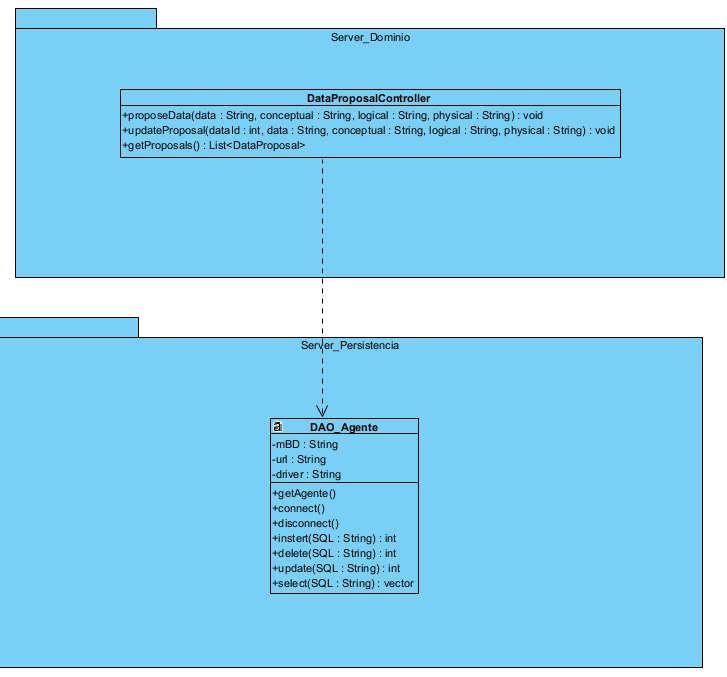 Server_Dominio
DataProposalController
+proposeData(data : String, conceptual : String, logical : String, physical : String) : void
+updateProposal(dataId : int, data : String, conceptual : String, logical : String, physical : String) : void
+getProposals() : List<DataProposal>
Server_Persistencia
a
DAO_Agente
-mBD : String
-url : String
-driver : String
+getAgente()
+connect()
+disconnect()
+instert(SQL : String) : int
+delete(SQL : String) : int
+update(SQL : String) : int
+select(SQL : String) : vector